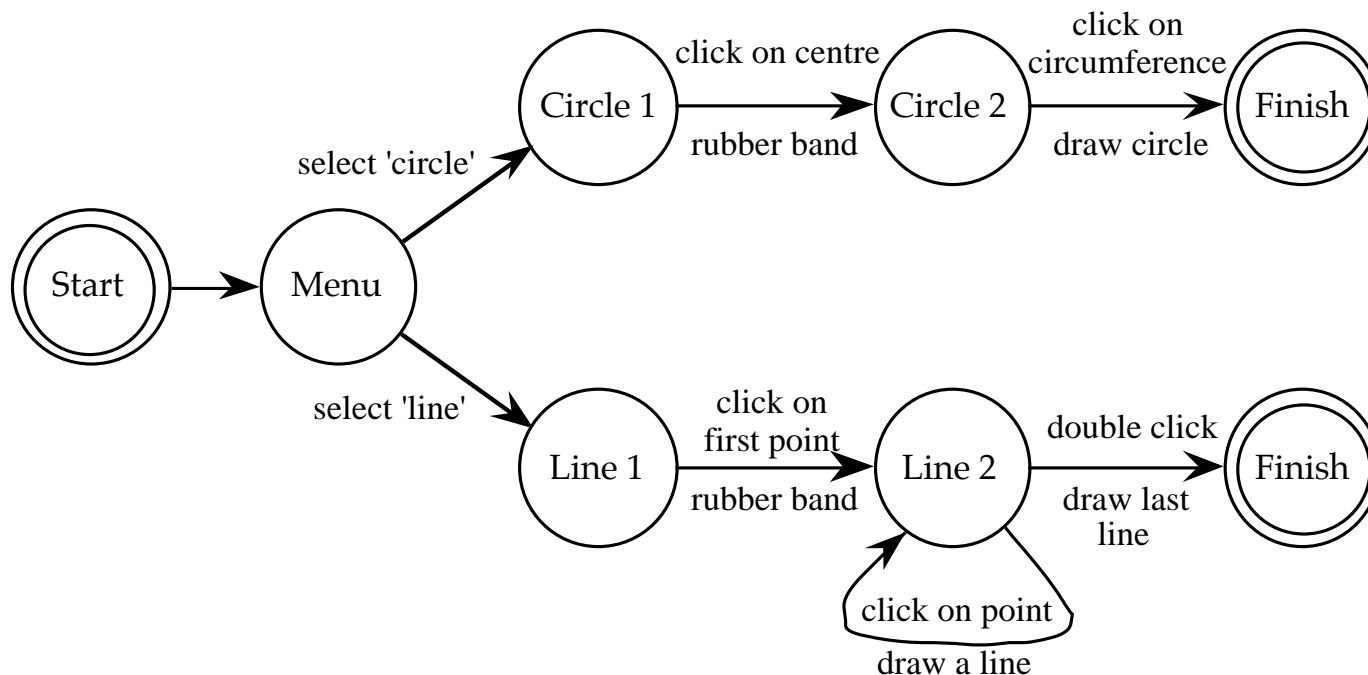 click on
circumference
click on centre
Circle 1
Circle 2
Finish
rubber band
draw circle
select 'circle'
Start
Menu
select 'line'
click on
first point
double click
Line 1
Line 2
Finish
rubber band
draw last
line
click on point
draw a line